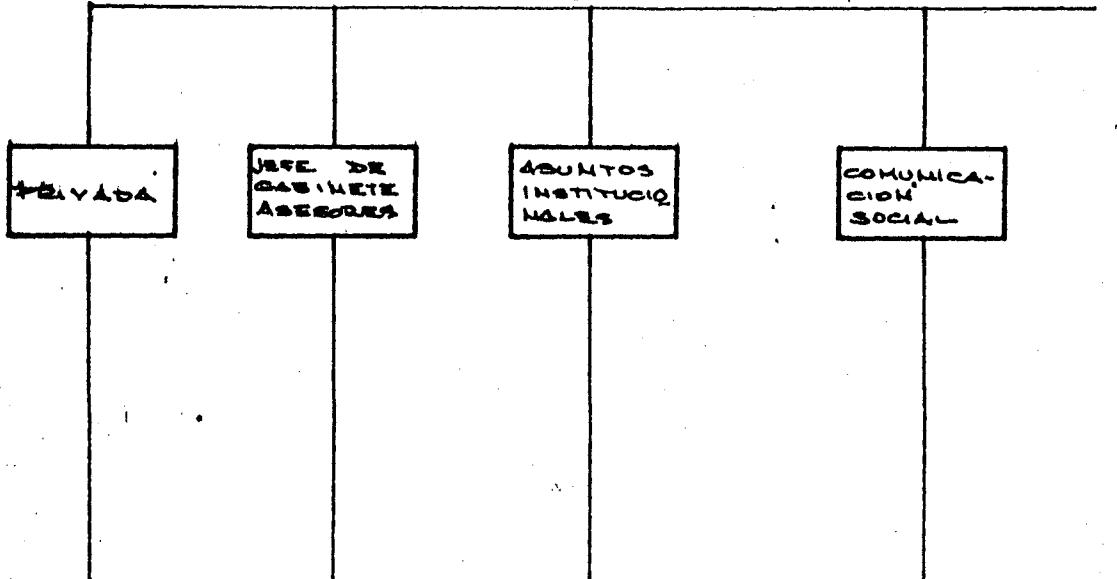 PRIVADA
JEFE DE
GABINETE
ASESORES
ASUNTOS
INSTITUCIO
NALES
COMUNICA-
CION
SOCIAL